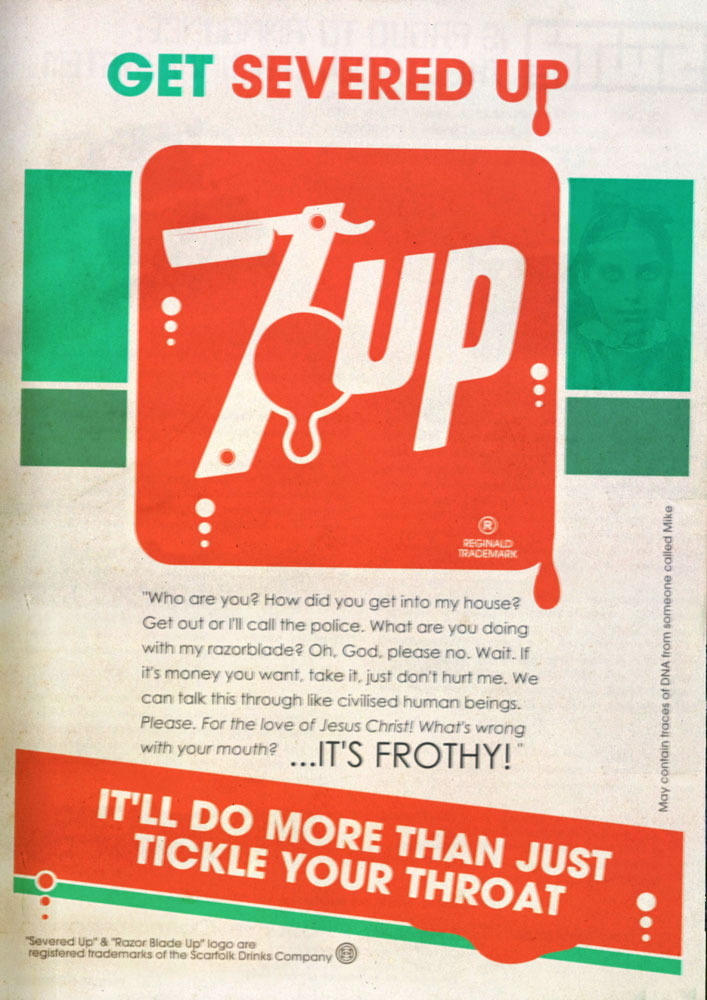 GET SEVERED UP
7UP
®
REGINALD
TRADEMARK
"Who are you? How did you get into my house?
Get out or I'll call the police. What are you doing
with my razorblade? Oh, God, please no. Wait. If
it's money you want, take it, just don't hurt me. We
can talk this through like civilised human beings.
Please. For the love of Jesus Christ! What's wrong
with your mouth? ...IT'S FROTHY!"
May contain traces of DNA from someone called Mike
IT'LL DO MORE THAN JUST
TICKLE YOUR THROAT
"Severed Up" & "Razor Blade Up" logo are
registered trademarks of the Scarfolk Drinks Company